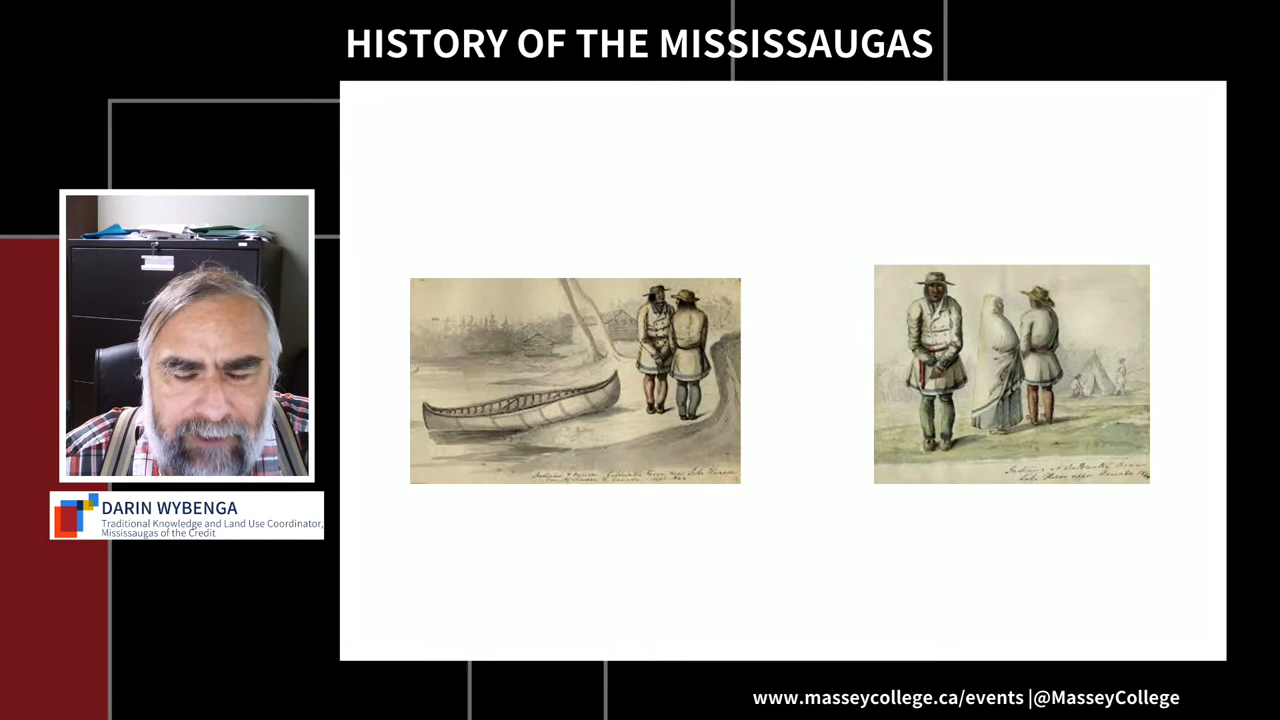 HISTORY OF THE MISSISSAUGAS
DARIN WYBENGA
Traditional Knowledge and Land Use Coordinator,
Mississaugas of the Credit
www.masseycollege.ca/events |@MasseyCollege